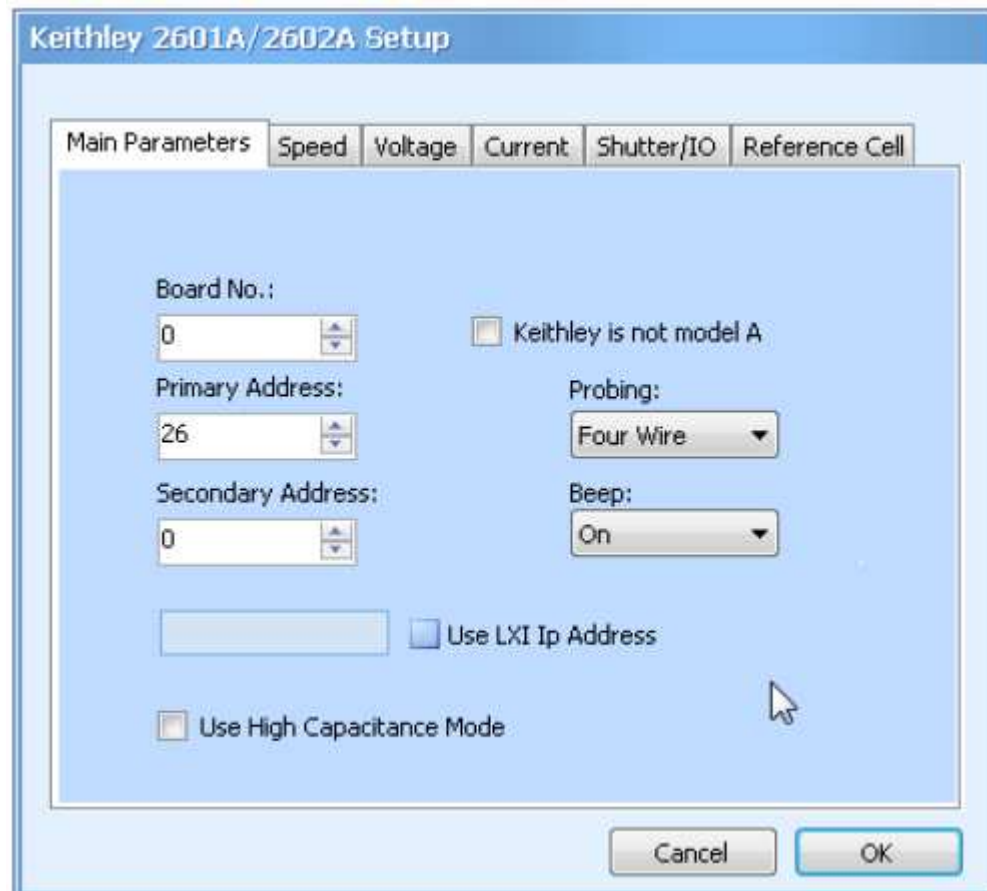 Keithley 2601A/2602A Setup
Main Parameters Speed Voltage Current Shutter/IO Reference Cell
Board No.:
0
Keithley is not model A
Primary Address:
Probing:
26
Four Wire
Secondary Address:
Beep:
0
On
Use LXI Ip Address
Use High Capacitance Mode
Cancel OK